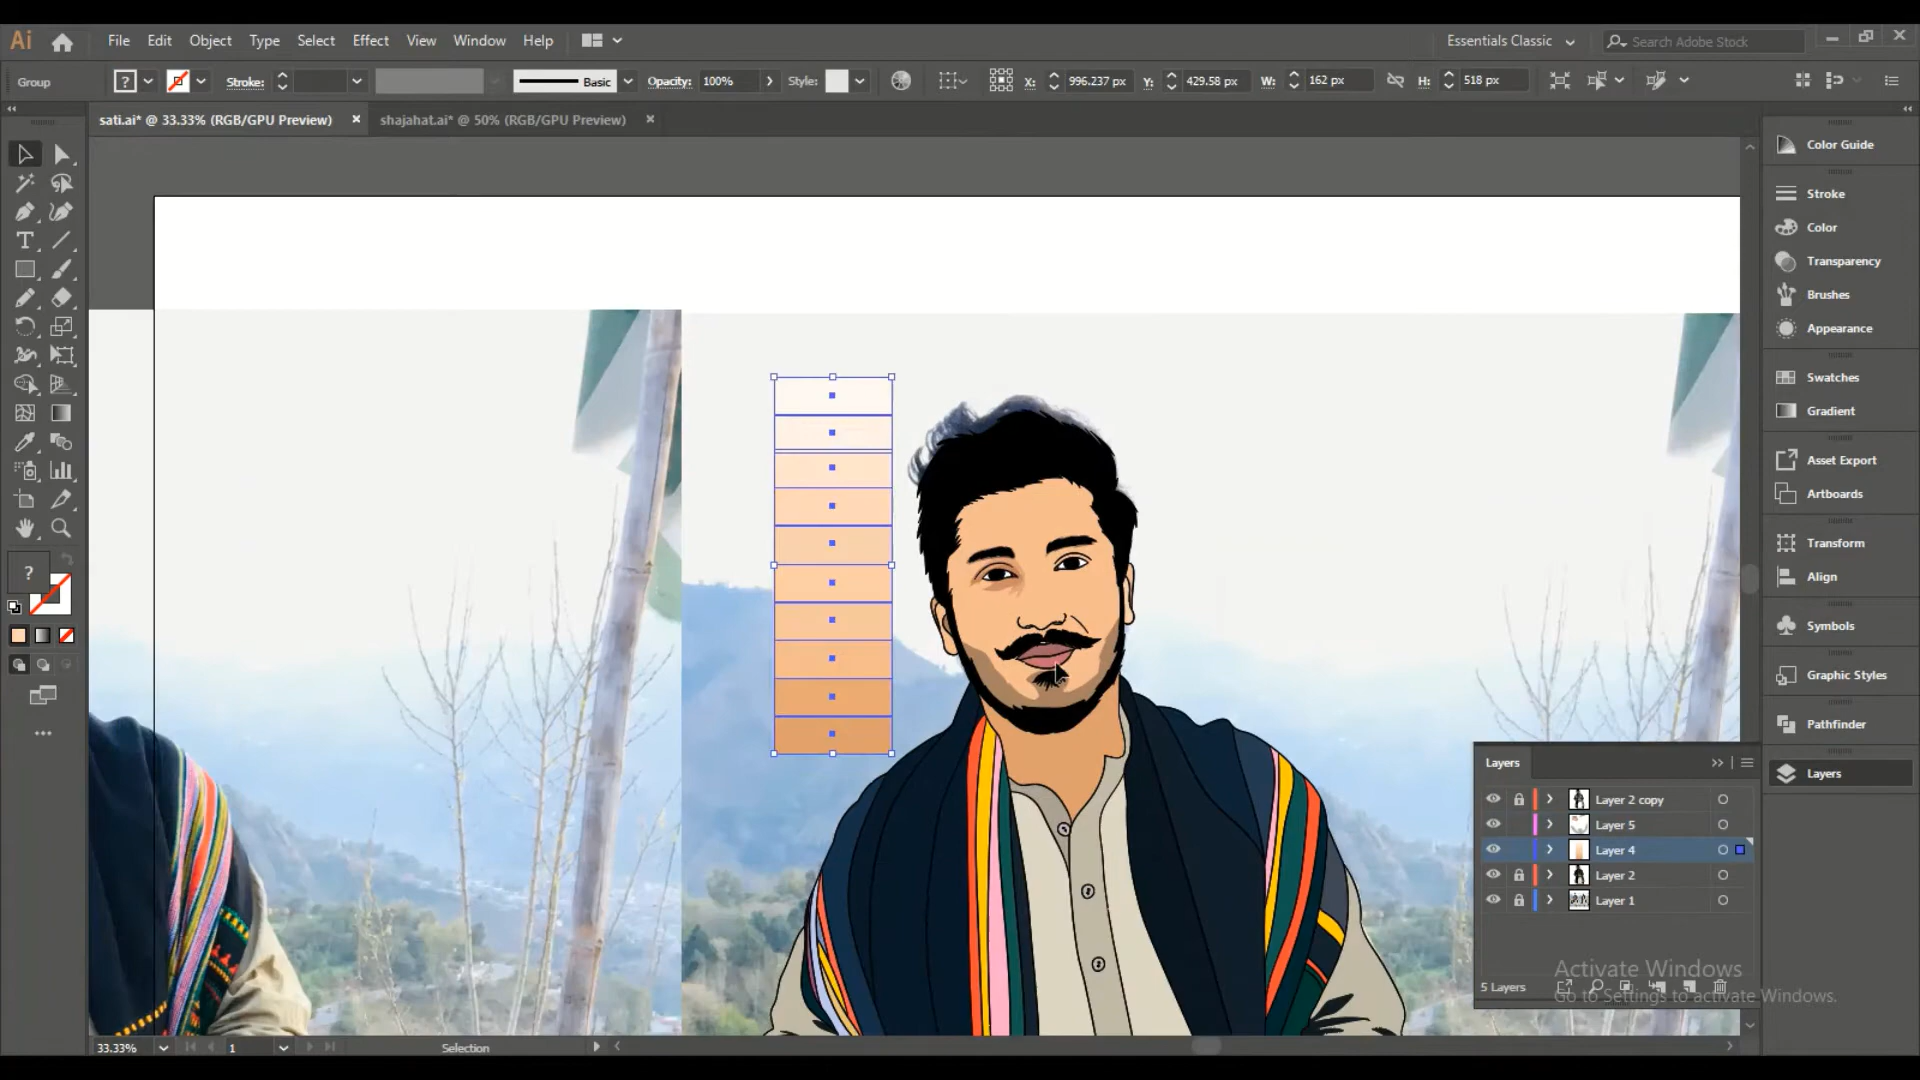 Ai File Edit Object Type Select Effect View Window Help Essentials Classic Search Adobe Stock
Group ? Stroke: Basic Opacity: 100% Style: X: 996.237 px Y: 429.58 px W: 162 px H: 518 px
sati.ai* @ 33.33% (RGB/GPU Preview) × shajahat.ai* @ 50% (RGB/GPU Preview) ×
Color Guide
Stroke
Color
Transparency
Brushes
Appearance
Swatches
Gradient
Asset Export
Artboards
Transform
Align
Symbols
Graphic Styles
Pathfinder
Layers
T
?
Layers
Layer 2 copy
Layer 5
Layer 4
Layer 2
Layer 1
5 Layers
Activate Windows
Go to Settings to activate Windows.
33.33% 1 Selection